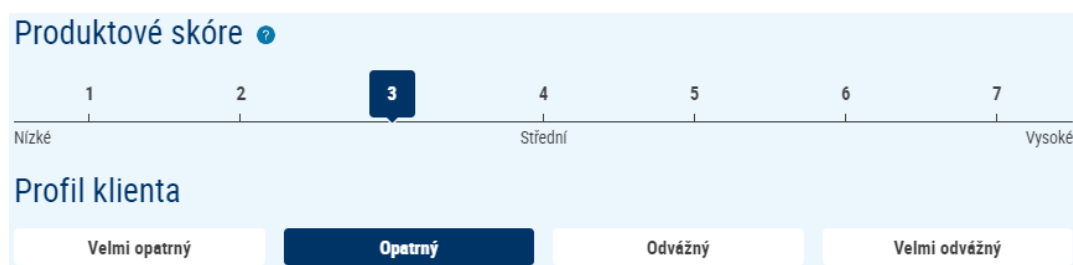 Produktové skóre ?
1 2 3 4 5 6 7
Nízké Střední Vysoké
Profil klienta
Velmi opatrný Opatrný Odvážný Velmi odvážný